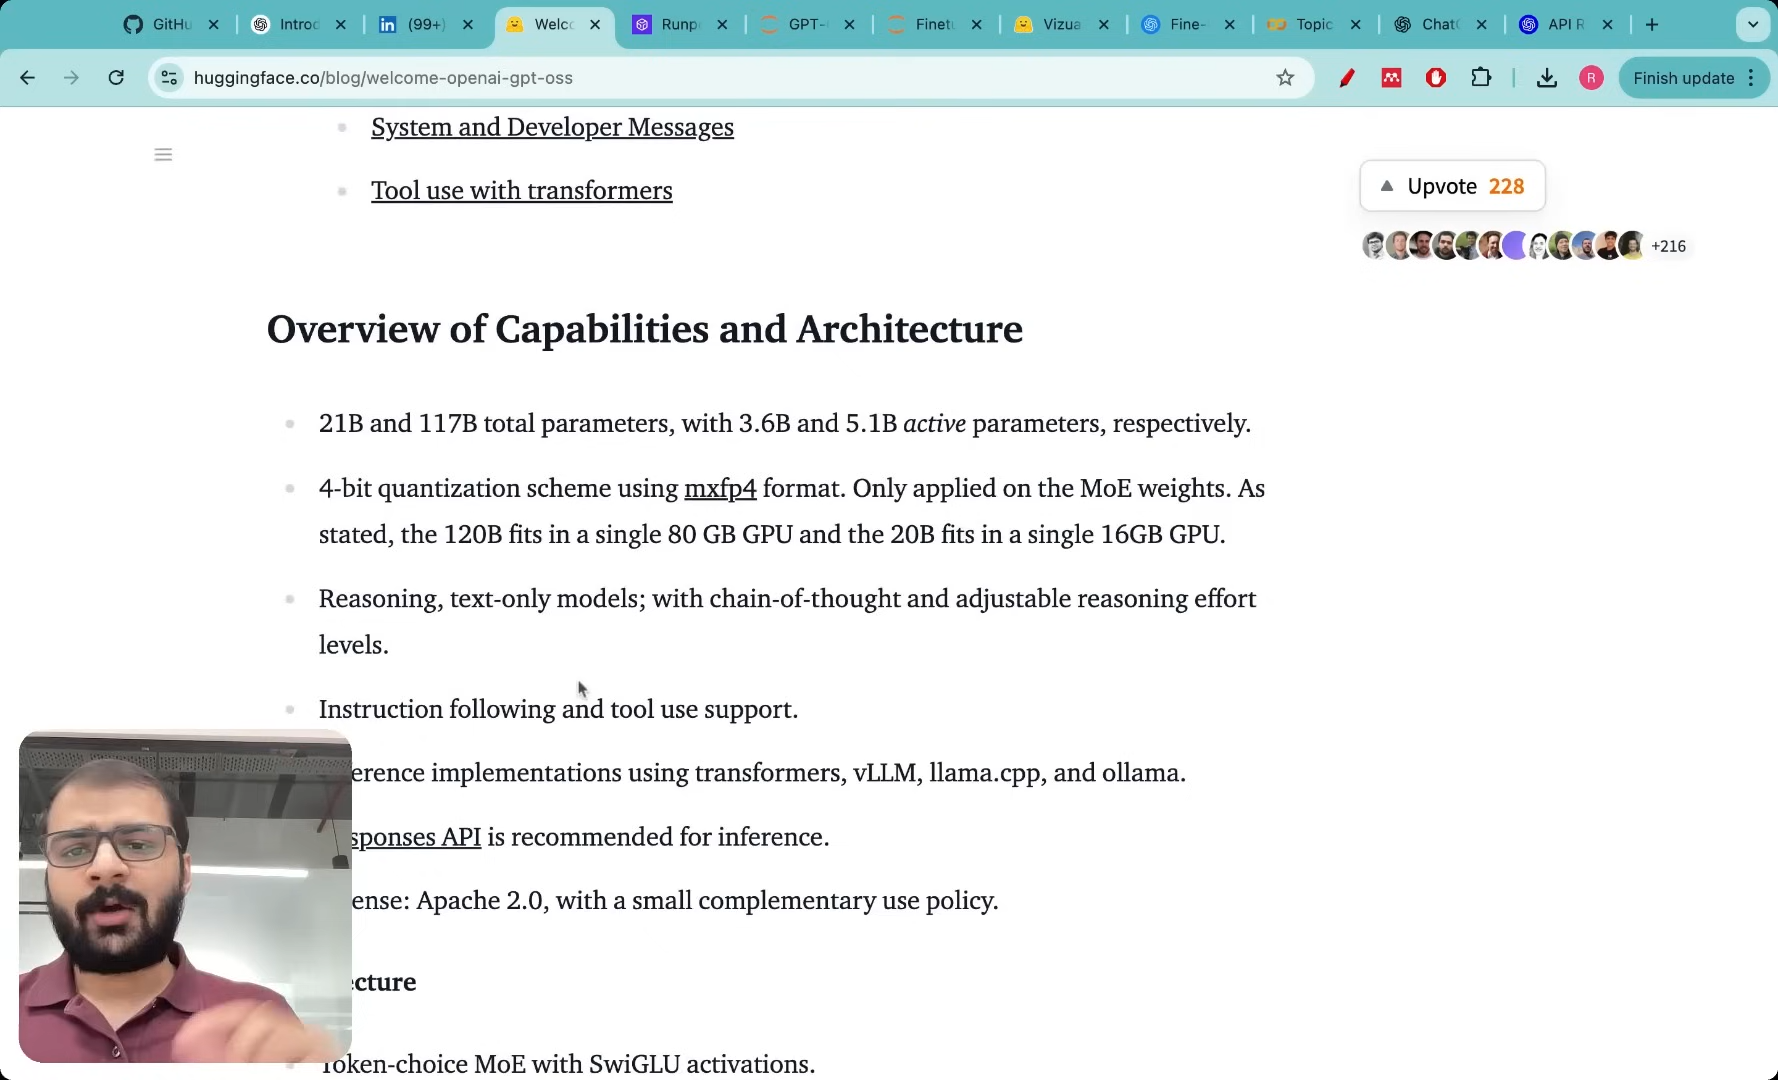 GitHu
Introd
(99+)
Welco
Runp
GPT-
Finetu
Vizua
Fine-
Topic
Chat
API R
huggingface.co/blog/welcome-openai-gpt-oss
R
Finish update
System and Developer Messages
Tool use with transformers
Upvote 228
+216
Overview of Capabilities and Architecture
21B and 117B total parameters, with 3.6B and 5.1B active parameters, respectively.
4-bit quantization scheme using mxfp4 format. Only applied on the MoE weights. As
stated, the 120B fits in a single 80 GB GPU and the 20B fits in a single 16GB GPU.
Reasoning, text-only models; with chain-of-thought and adjustable reasoning effort
levels.
Instruction following and tool use support.
erence implementations using transformers, vLLM, llama.cpp, and ollama.
sponses API is recommended for inference.
ense: Apache 2.0, with a small complementary use policy.
ecture
Token-choice MoE with SwiGLU activations.